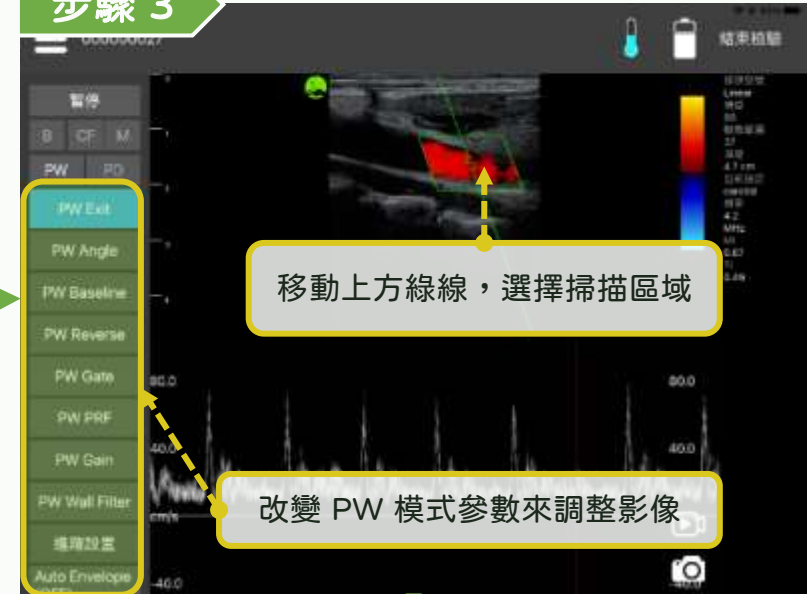 步驟 3
000000027
結束檢驗
暫停
B CF M
PW PD
PW Exit
PW Angle
PW Baseline
PW Reverse
PW Gate
PW PRF
PW Gain
PW Wall Filter
進階設置
Auto Envelope
Linear
4.7 cm
4.2
MHz
移動上方綠線，選擇掃描區域
80.0
80.0
40.0
40.0
改變 PW 模式參數來調整影像
cm/s
-40.0